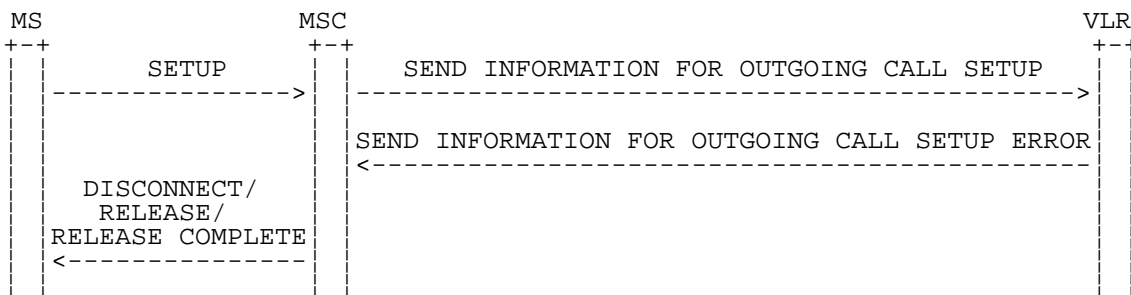 MS MSC VLR
SETUP SEND INFORMATION FOR OUTGOING CALL SETUP
SEND INFORMATION FOR OUTGOING CALL SETUP ERROR
DISCONNECT/
RELEASE/
RELEASE COMPLETE